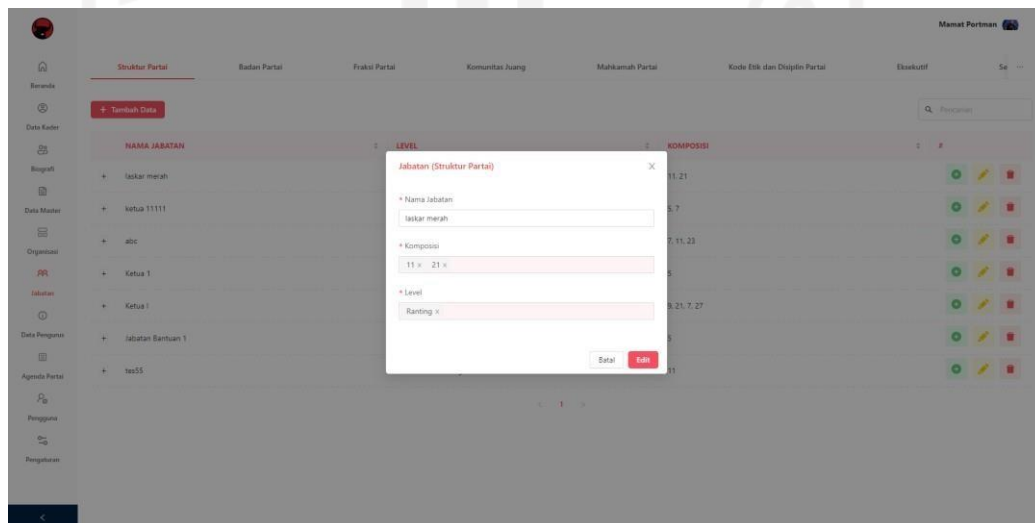 Mamat Portman
Struktur Partai Badan Partai Fraksi Partai Komunitas Juang Mahkamah Partai Kode Etik dan Disiplin Partai Eksekutif Sa ...
Beranda
+ Tambah Data
Pencarian
Data Kader
NAMA JABATAN LEVEL KOMPOSISI #
Biografi
+ laskar merah 11, 21
Data Master
+ ketua 11111 5, 7
Organisasi
+ abc 7, 11, 23
Jabatan
+ Ketua 1 5
+ Ketua I 9, 21, 7, 27
Data Pengurus
+ Jabatan Bantuan 1 5
Agenda Partai
+ tes55 11
Pengguna
< 1 >
Pengaturan
<
Jabatan (Struktur Partai) ×
* Nama Jabatan
laskar merah
* Komposisi
11 × 21 ×
* Level
Ranting ×
Batal Edit